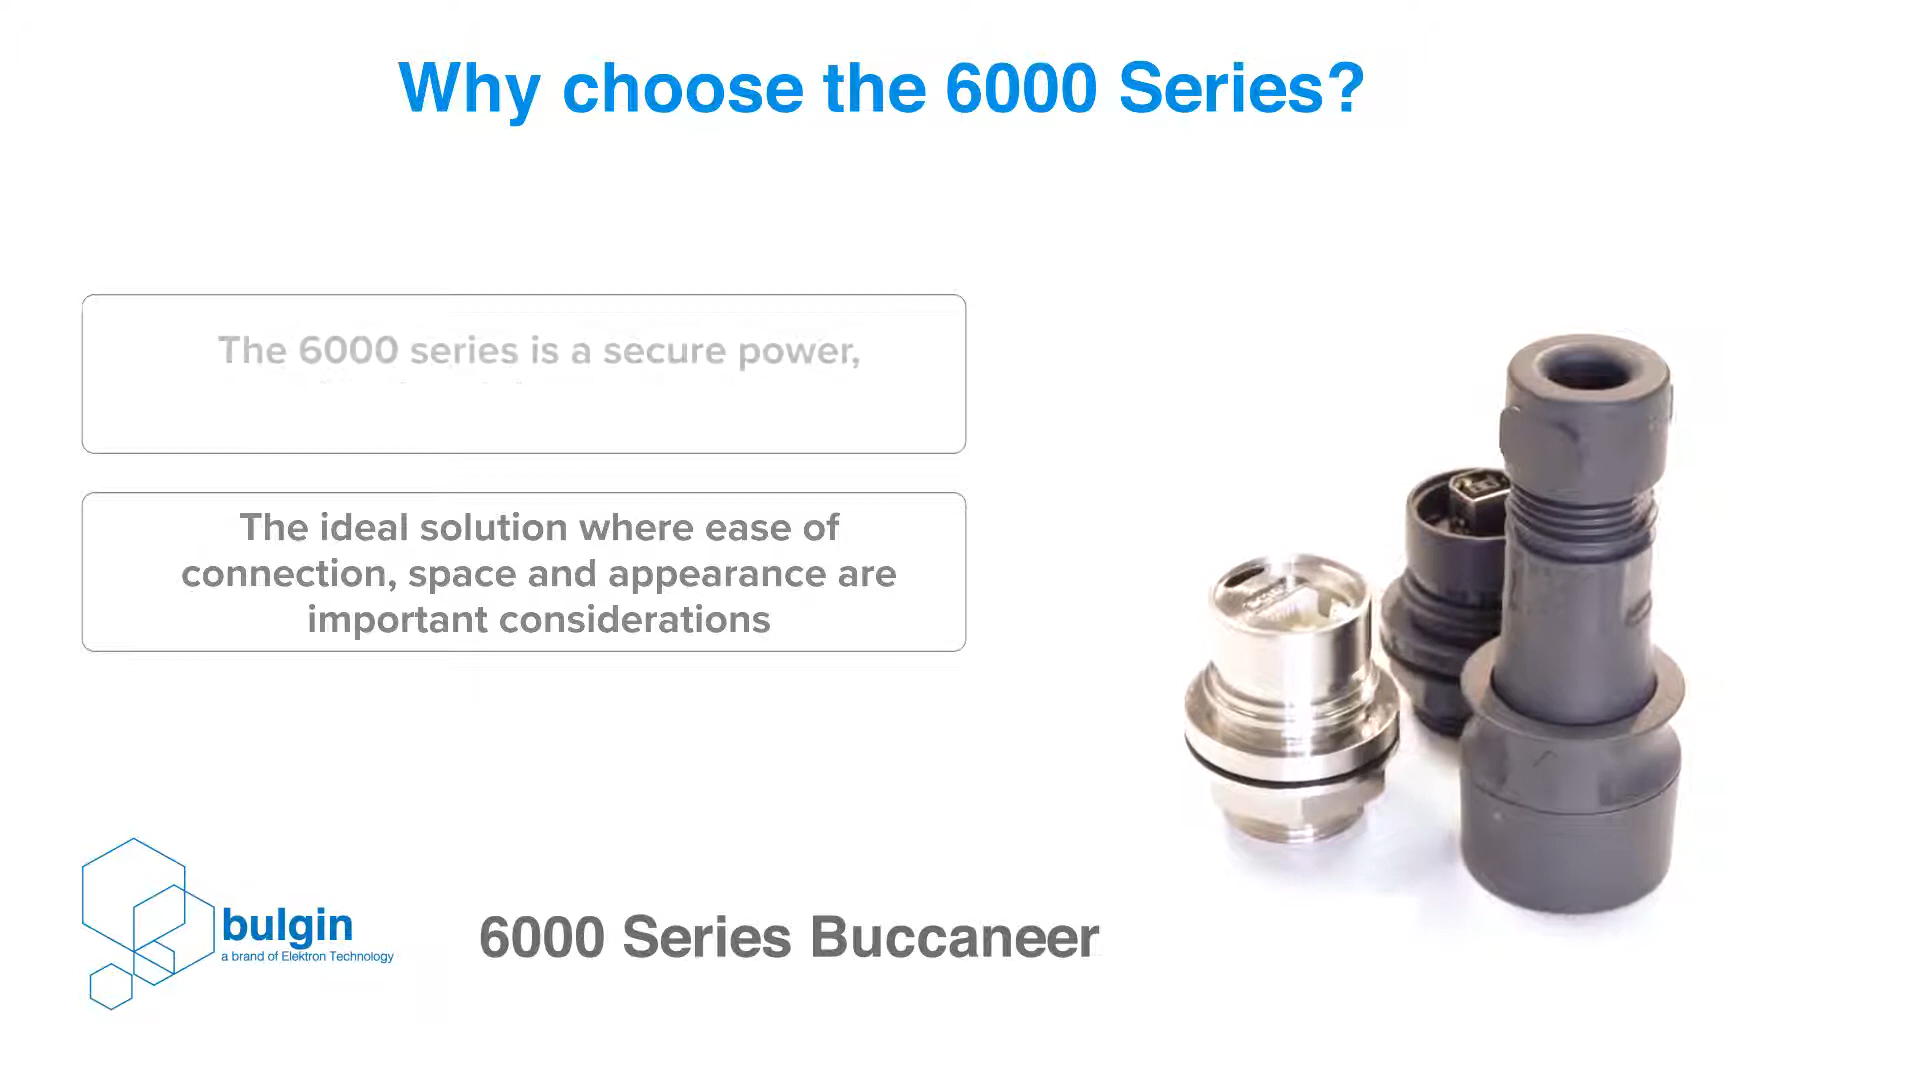 Why choose the 6000 Series?
The 6000 series is a secure power,
The ideal solution where ease of
connection, space and appearance are
important considerations
bulgin
a brand of Elektron Technology
6000 Series Buccaneer